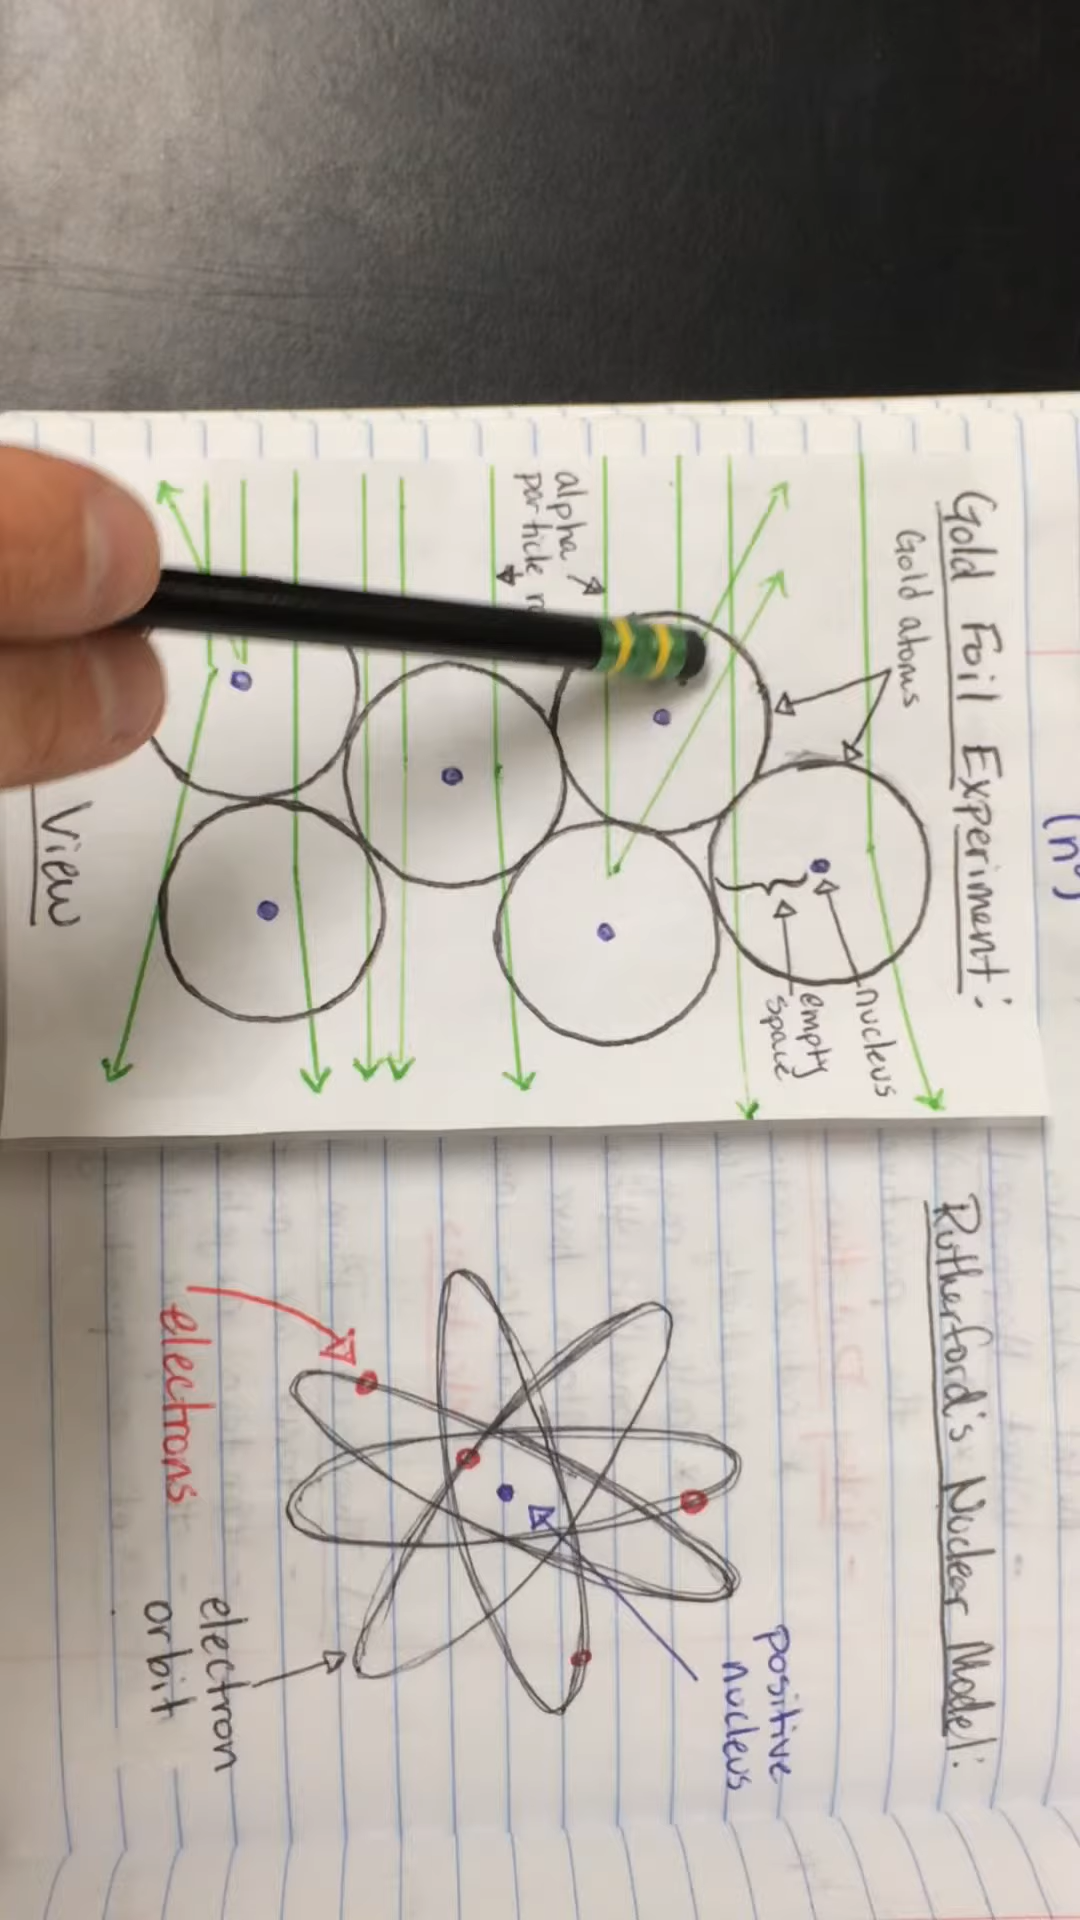 Gold Foil Experiment:
Gold atoms
alpha
particle
nucleus
empty
space
View
(n⁰)
Rutherford's Nuclear Model:
positive
nucleus
electrons
electron
orbit